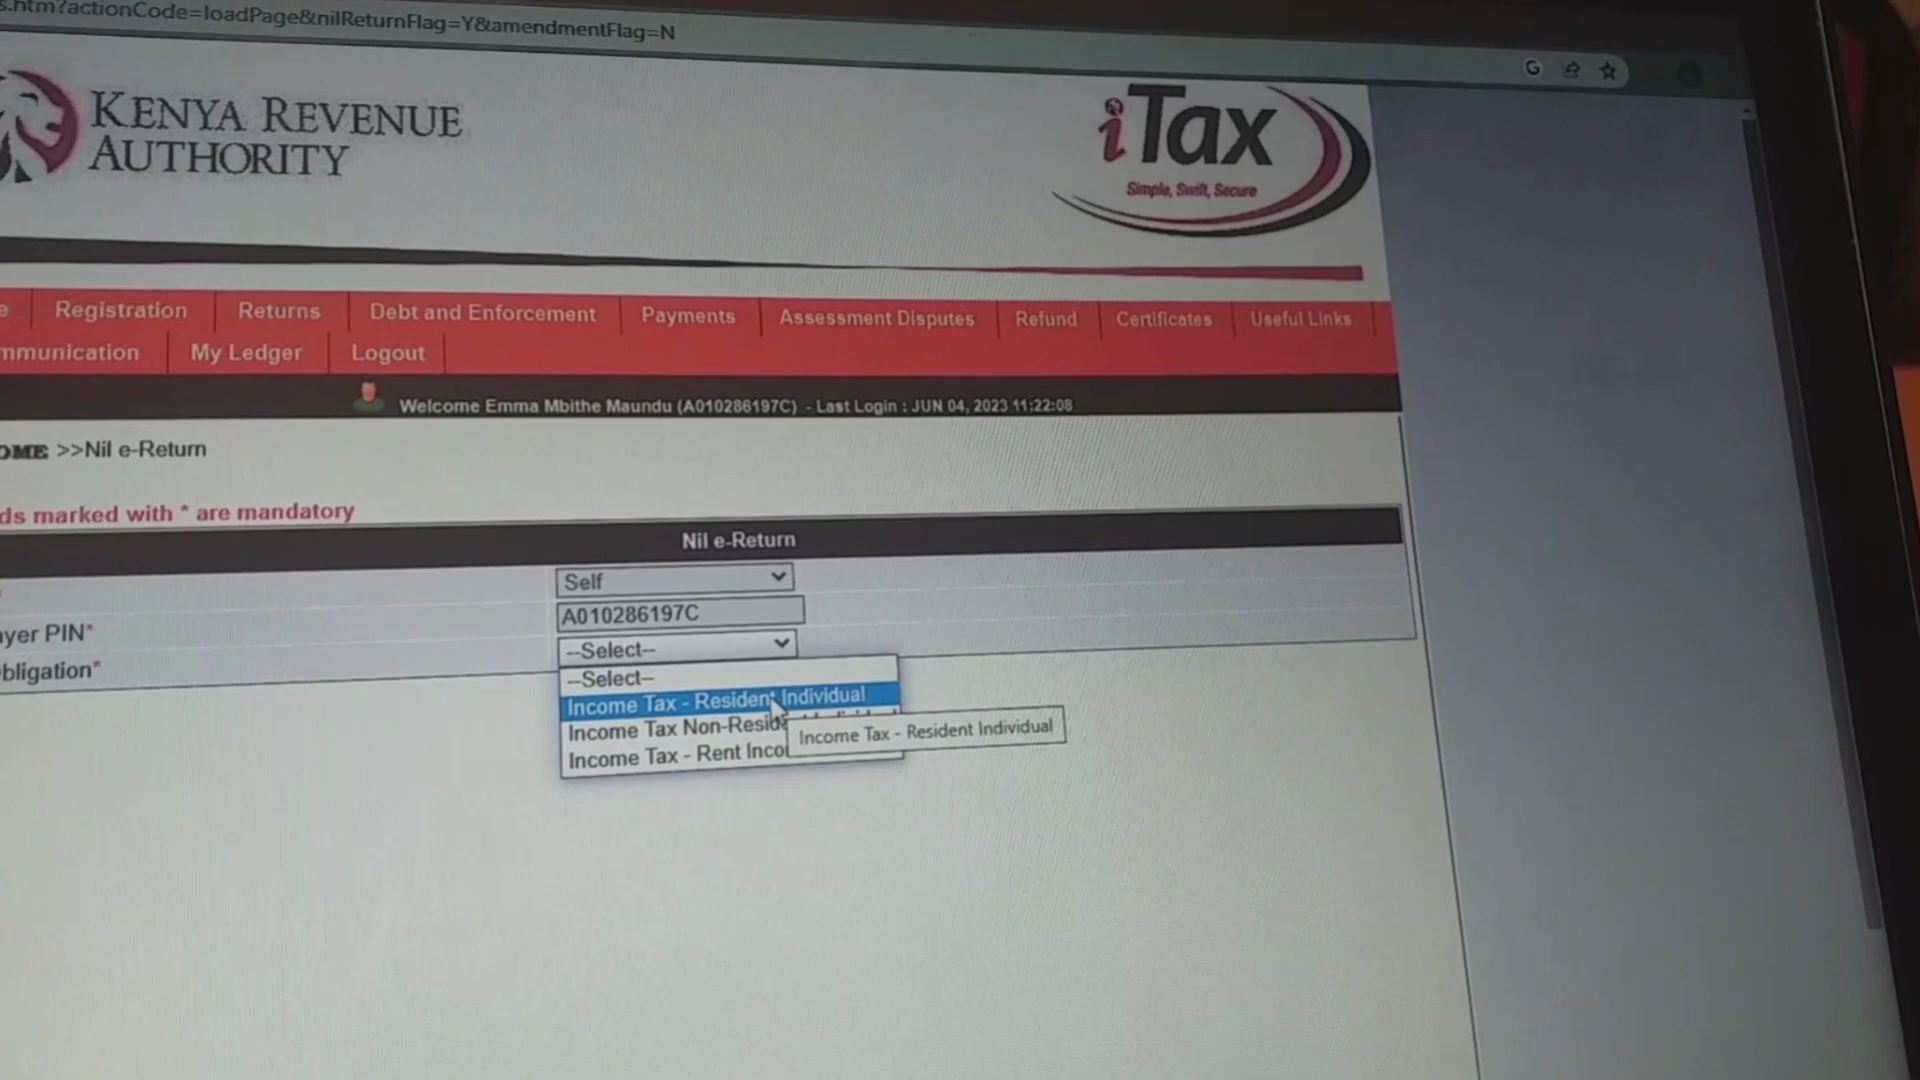 s.htm?actionCode=loadPage&nilReturnFlag=Y&amendmentFlag=N
KENYA REVENUE
AUTHORITY
iTax
Simple, Swift, Secure
e Registration Returns Debt and Enforcement Payments Assessment Disputes Refund Certificates Useful Links
mmunication My Ledger Logout
Welcome Emma Mbithe Maundu (A010286197C) - Last Login : JUN 04, 2023 11:22:08
OME >>Nil e-Return
ds marked with * are mandatory
Nil e-Return
Self
yer PIN* A010286197C
bligation* --Select--
--Select--
Income Tax - Resident Individual
Income Tax Non-Resid
Income Tax - Resident Individual
Income Tax - Rent Inco